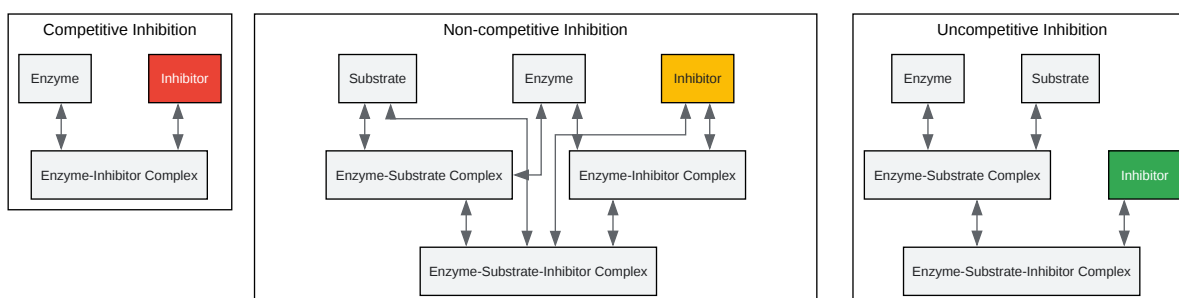 Competitive Inhibition
Enzyme
Inhibitor
Enzyme-Inhibitor Complex
Non-competitive Inhibition
Substrate
Enzyme
Inhibitor
Enzyme-Substrate Complex
Enzyme-Inhibitor Complex
Enzyme-Substrate-Inhibitor Complex
Uncompetitive Inhibition
Enzyme
Substrate
Enzyme-Substrate Complex
Inhibitor
Enzyme-Substrate-Inhibitor Complex